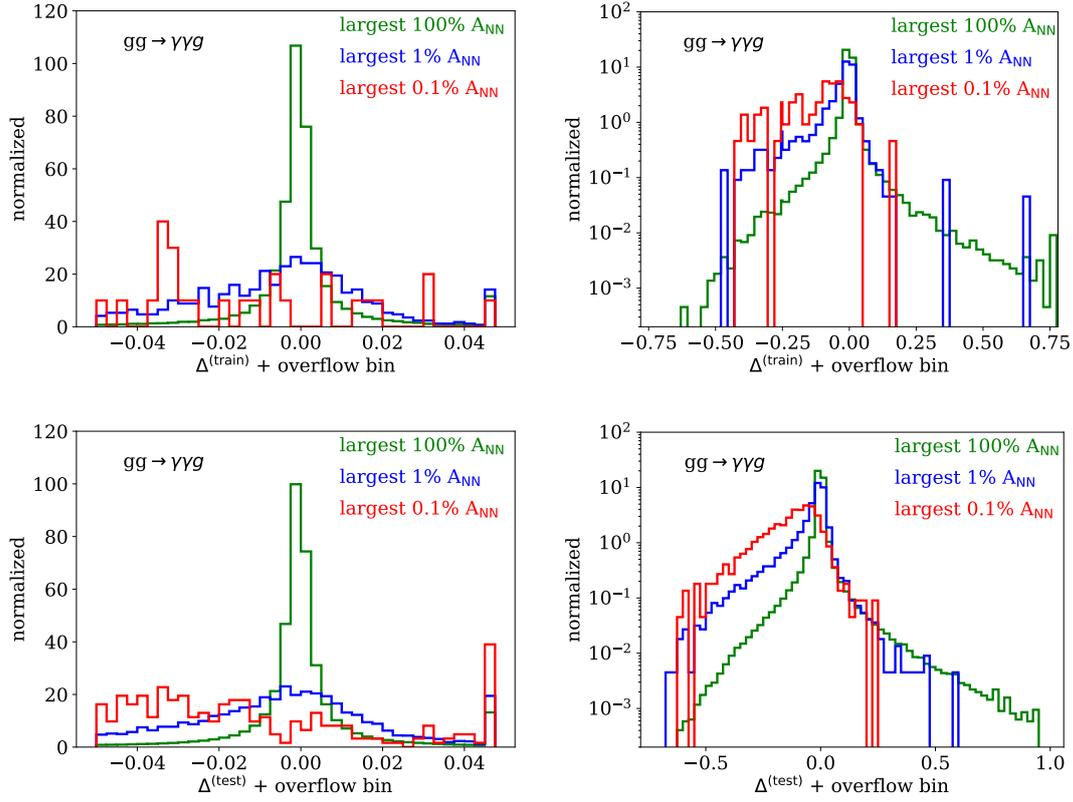 120
100
80
60
40
20
0
normalized
gg→γγg
largest 100% A_NN
largest 1% A_NN
largest 0.1% A_NN
−0.04 −0.02 0.00 0.02 0.04
Δ^(train) + overflow bin
10^2
10^1
10^0
10^−1
10^−2
10^−3
normalized
gg→γγg
largest 100% A_NN
largest 1% A_NN
largest 0.1% A_NN
−0.75 −0.50 −0.25 0.00 0.25 0.50 0.75
Δ^(train) + overflow bin
120
100
80
60
40
20
0
normalized
gg→γγg
largest 100% A_NN
largest 1% A_NN
largest 0.1% A_NN
−0.04 −0.02 0.00 0.02 0.04
Δ^(test) + overflow bin
10^2
10^1
10^0
10^−1
10^−2
10^−3
normalized
gg→γγg
largest 100% A_NN
largest 1% A_NN
largest 0.1% A_NN
−0.5 0.0 0.5 1.0
Δ^(test) + overflow bin